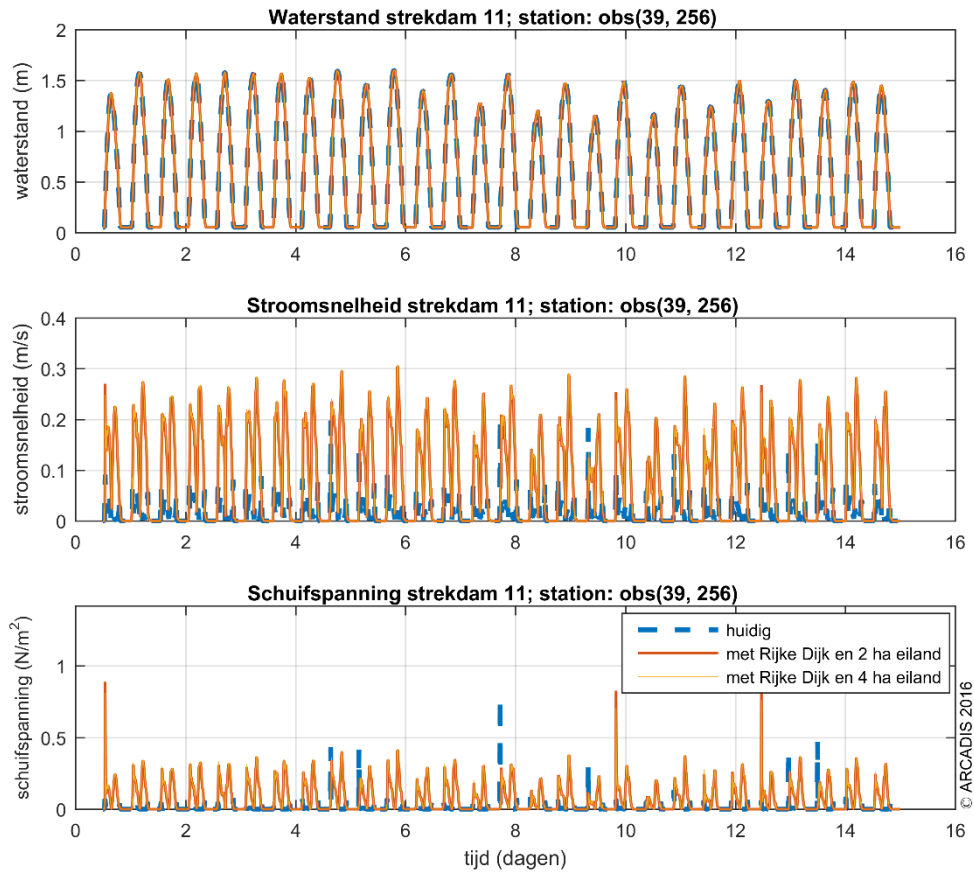 Waterstand strekdam 11; station: obs(39, 256)
waterstand (m)
2
1.5
1
0.5
0
0 2 4 6 8 10 12 14 16
Stroomsnelheid strekdam 11; station: obs(39, 256)
stroomsnelheid (m/s)
0.4
0.3
0.2
0.1
0
0 2 4 6 8 10 12 14 16
Schuifspanning strekdam 11; station: obs(39, 256)
schuifspanning (N/m²)
1
0.5
0
huidig
met Rijke Dijk en 2 ha eiland
met Rijke Dijk en 4 ha eiland
0 2 4 6 8 10 12 14 16
tijd (dagen)
© ARCADIS 2016